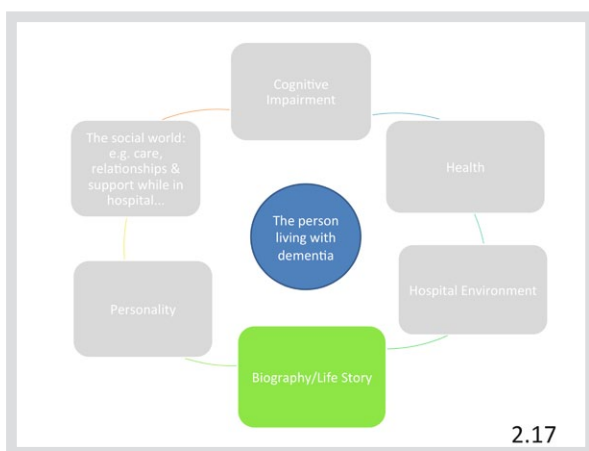 Cognitive
Impairment
The social world:
e.g. care,
relationships &
support while in
hospital...
Health
The person
living with
dementia
Hospital Environment
Personality
Biography/Life Story
2.17